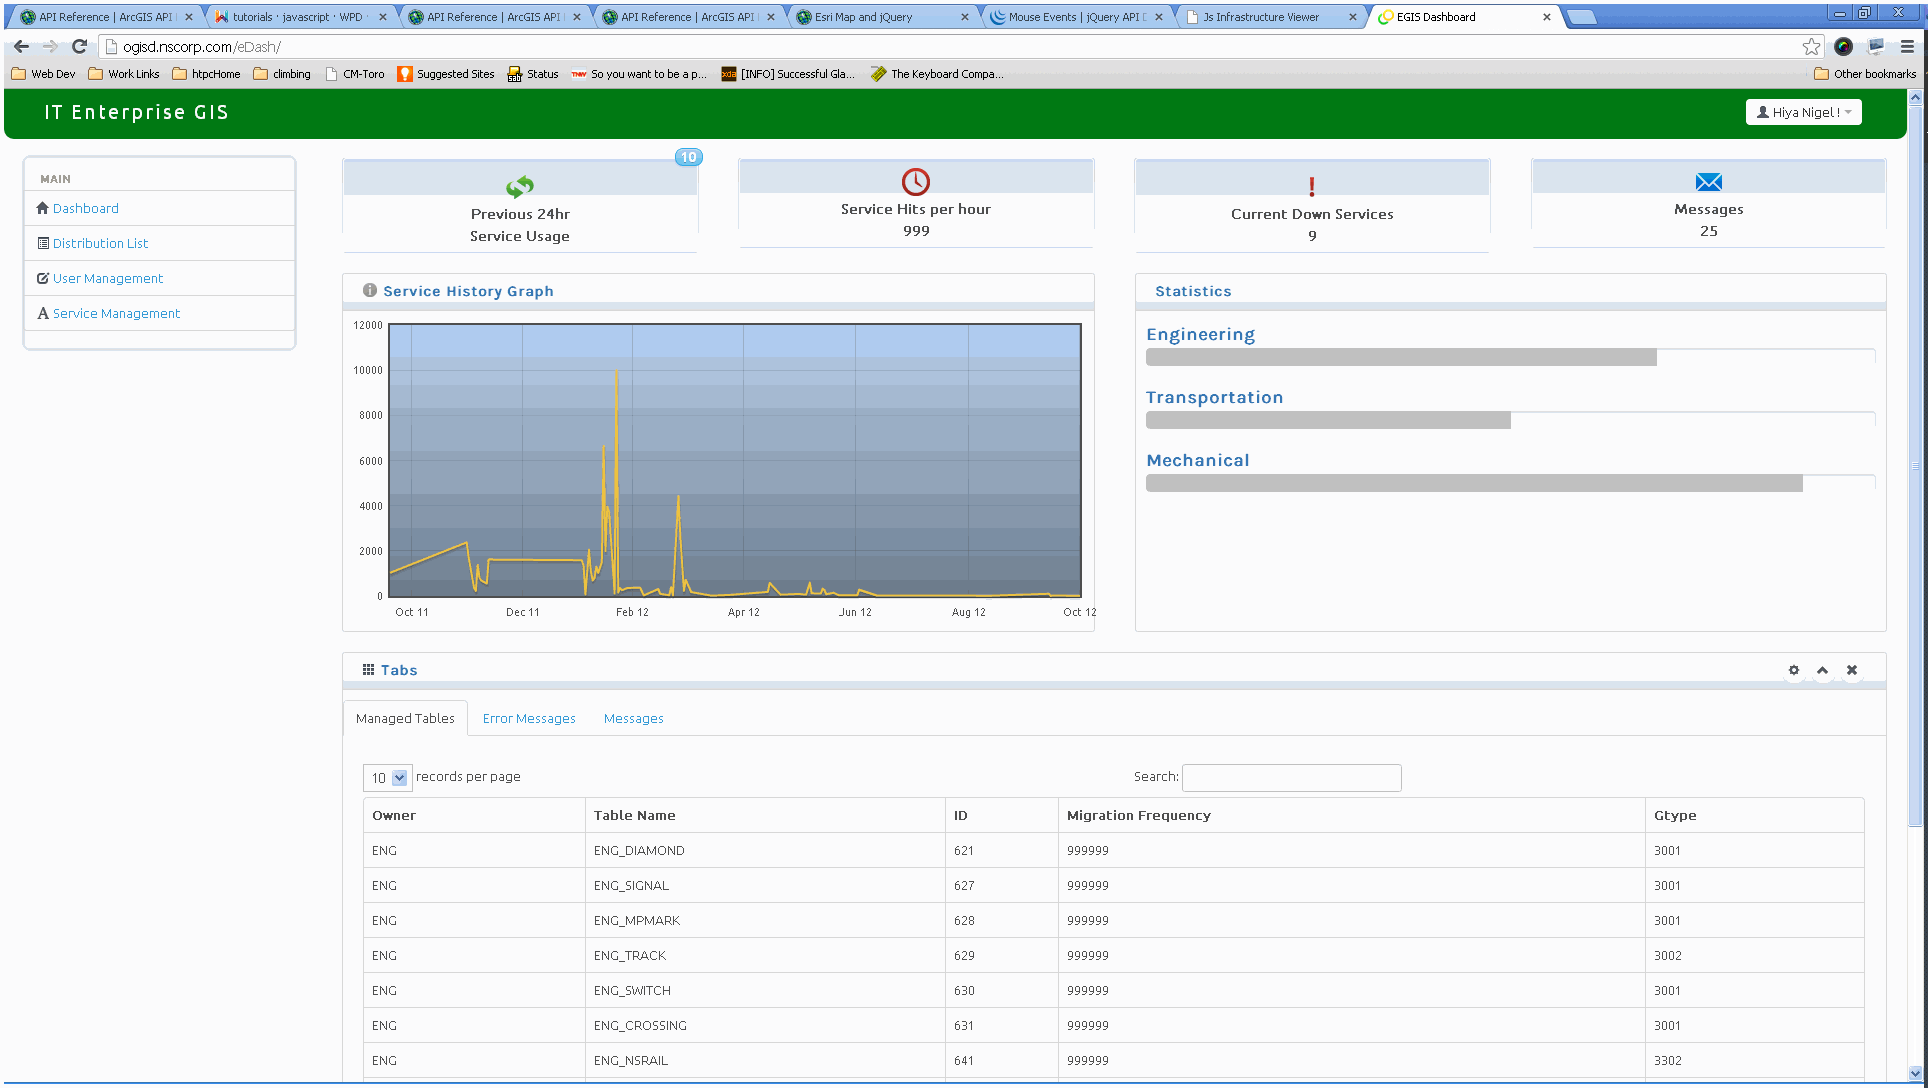 API Reference | ArcGIS API
tutorials · javascript · WPD
API Reference | ArcGIS API
API Reference | ArcGIS API
Esri Map and jQuery
Mouse Events | jQuery API D
Js Infrastructure Viewer
EGIS Dashboard
ogisd.nscorp.com/eDash/
Web Dev
Work Links
htpcHome
climbing
CM-Toro
Suggested Sites
Status
So you want to be a p...
[INFO] Successful Gla...
The Keyboard Compa...
Other bookmarks
IT Enterprise GIS
Hiya Nigel !
MAIN
Dashboard
Distribution List
User Management
Service Management
10
Previous 24hr
Service Usage
Service Hits per hour
999
Current Down Services
9
Messages
25
Service History Graph
12000
10000
8000
6000
4000
2000
0
Oct 11
Dec 11
Feb 12
Apr 12
Jun 12
Aug 12
Oct 12
Statistics
Engineering
Transportation
Mechanical
Tabs
Managed Tables
Error Messages
Messages
10 records per page
Search:
Owner Table Name ID Migration Frequency Gtype
ENG ENG_DIAMOND 621 999999 3001
ENG ENG_SIGNAL 627 999999 3001
ENG ENG_MPMARK 628 999999 3001
ENG ENG_TRACK 629 999999 3002
ENG ENG_SWITCH 630 999999 3001
ENG ENG_CROSSING 631 999999 3001
ENG ENG_NSRAIL 641 999999 3302